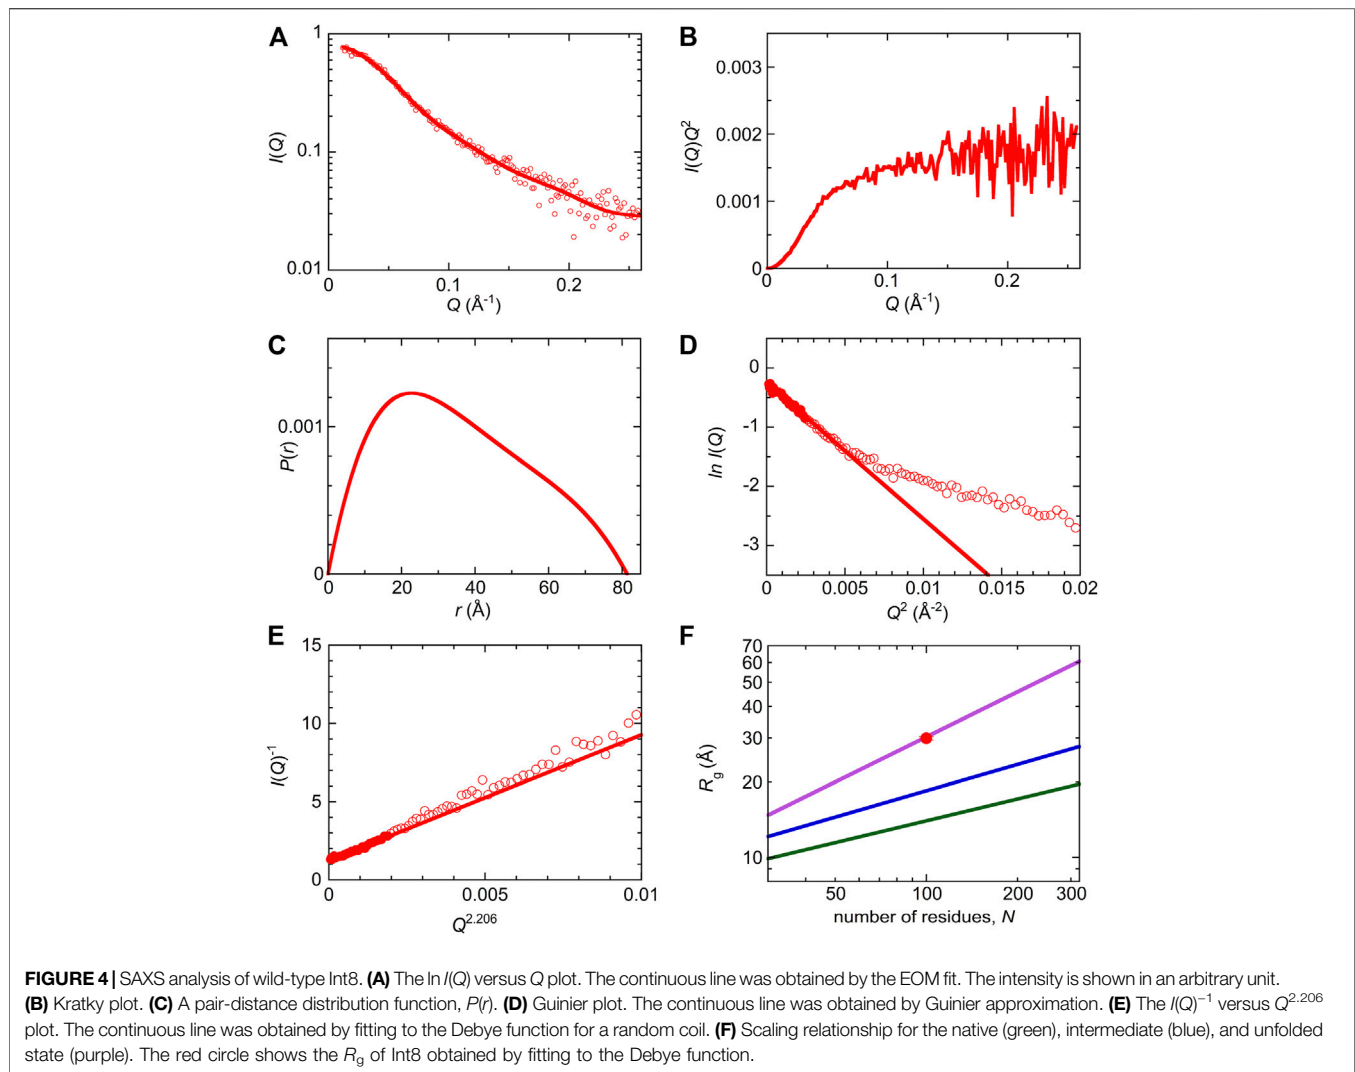 A
1
0.1
0.01
I(Q)
0
0.1
0.2
Q (Å⁻¹)
B
0.003
0.002
0.001
0
I(Q)Q²
0
0.1
0.2
Q (Å⁻¹)
C
0.001
0
P(r)
0
20
40
60
80
r (Å)
D
0
-1
-2
-3
ln I(Q)
0
0.005
0.01
0.015
0.02
Q² (Å⁻²)
E
15
10
5
0
I(Q)⁻¹
0
0.005
0.01
Q²·²⁰⁶
F
70
60
50
40
30
20
10
Rg (Å)
50
100
200
300
number of residues, N
FIGURE 4 | SAXS analysis of wild-type Int8. (A) The ln I(Q) versus Q plot. The continuous line was obtained by the EOM fit. The intensity is shown in an arbitrary unit.
(B) Kratky plot. (C) A pair-distance distribution function, P(r). (D) Guinier plot. The continuous line was obtained by Guinier approximation. (E) The I(Q)⁻¹ versus Q²·²⁰⁶
plot. The continuous line was obtained by fitting to the Debye function for a random coil. (F) Scaling relationship for the native (green), intermediate (blue), and unfolded
state (purple). The red circle shows the Rg of Int8 obtained by fitting to the Debye function.